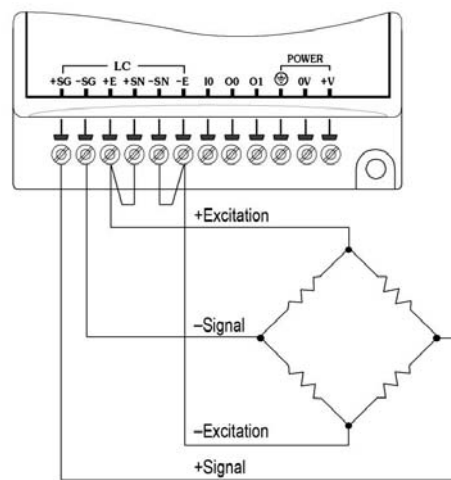 LC
POWER
+SG -SG +E +SN -SN -E I0 O0 O1 0V +V
+Excitation
–Signal
–Excitation
+Signal